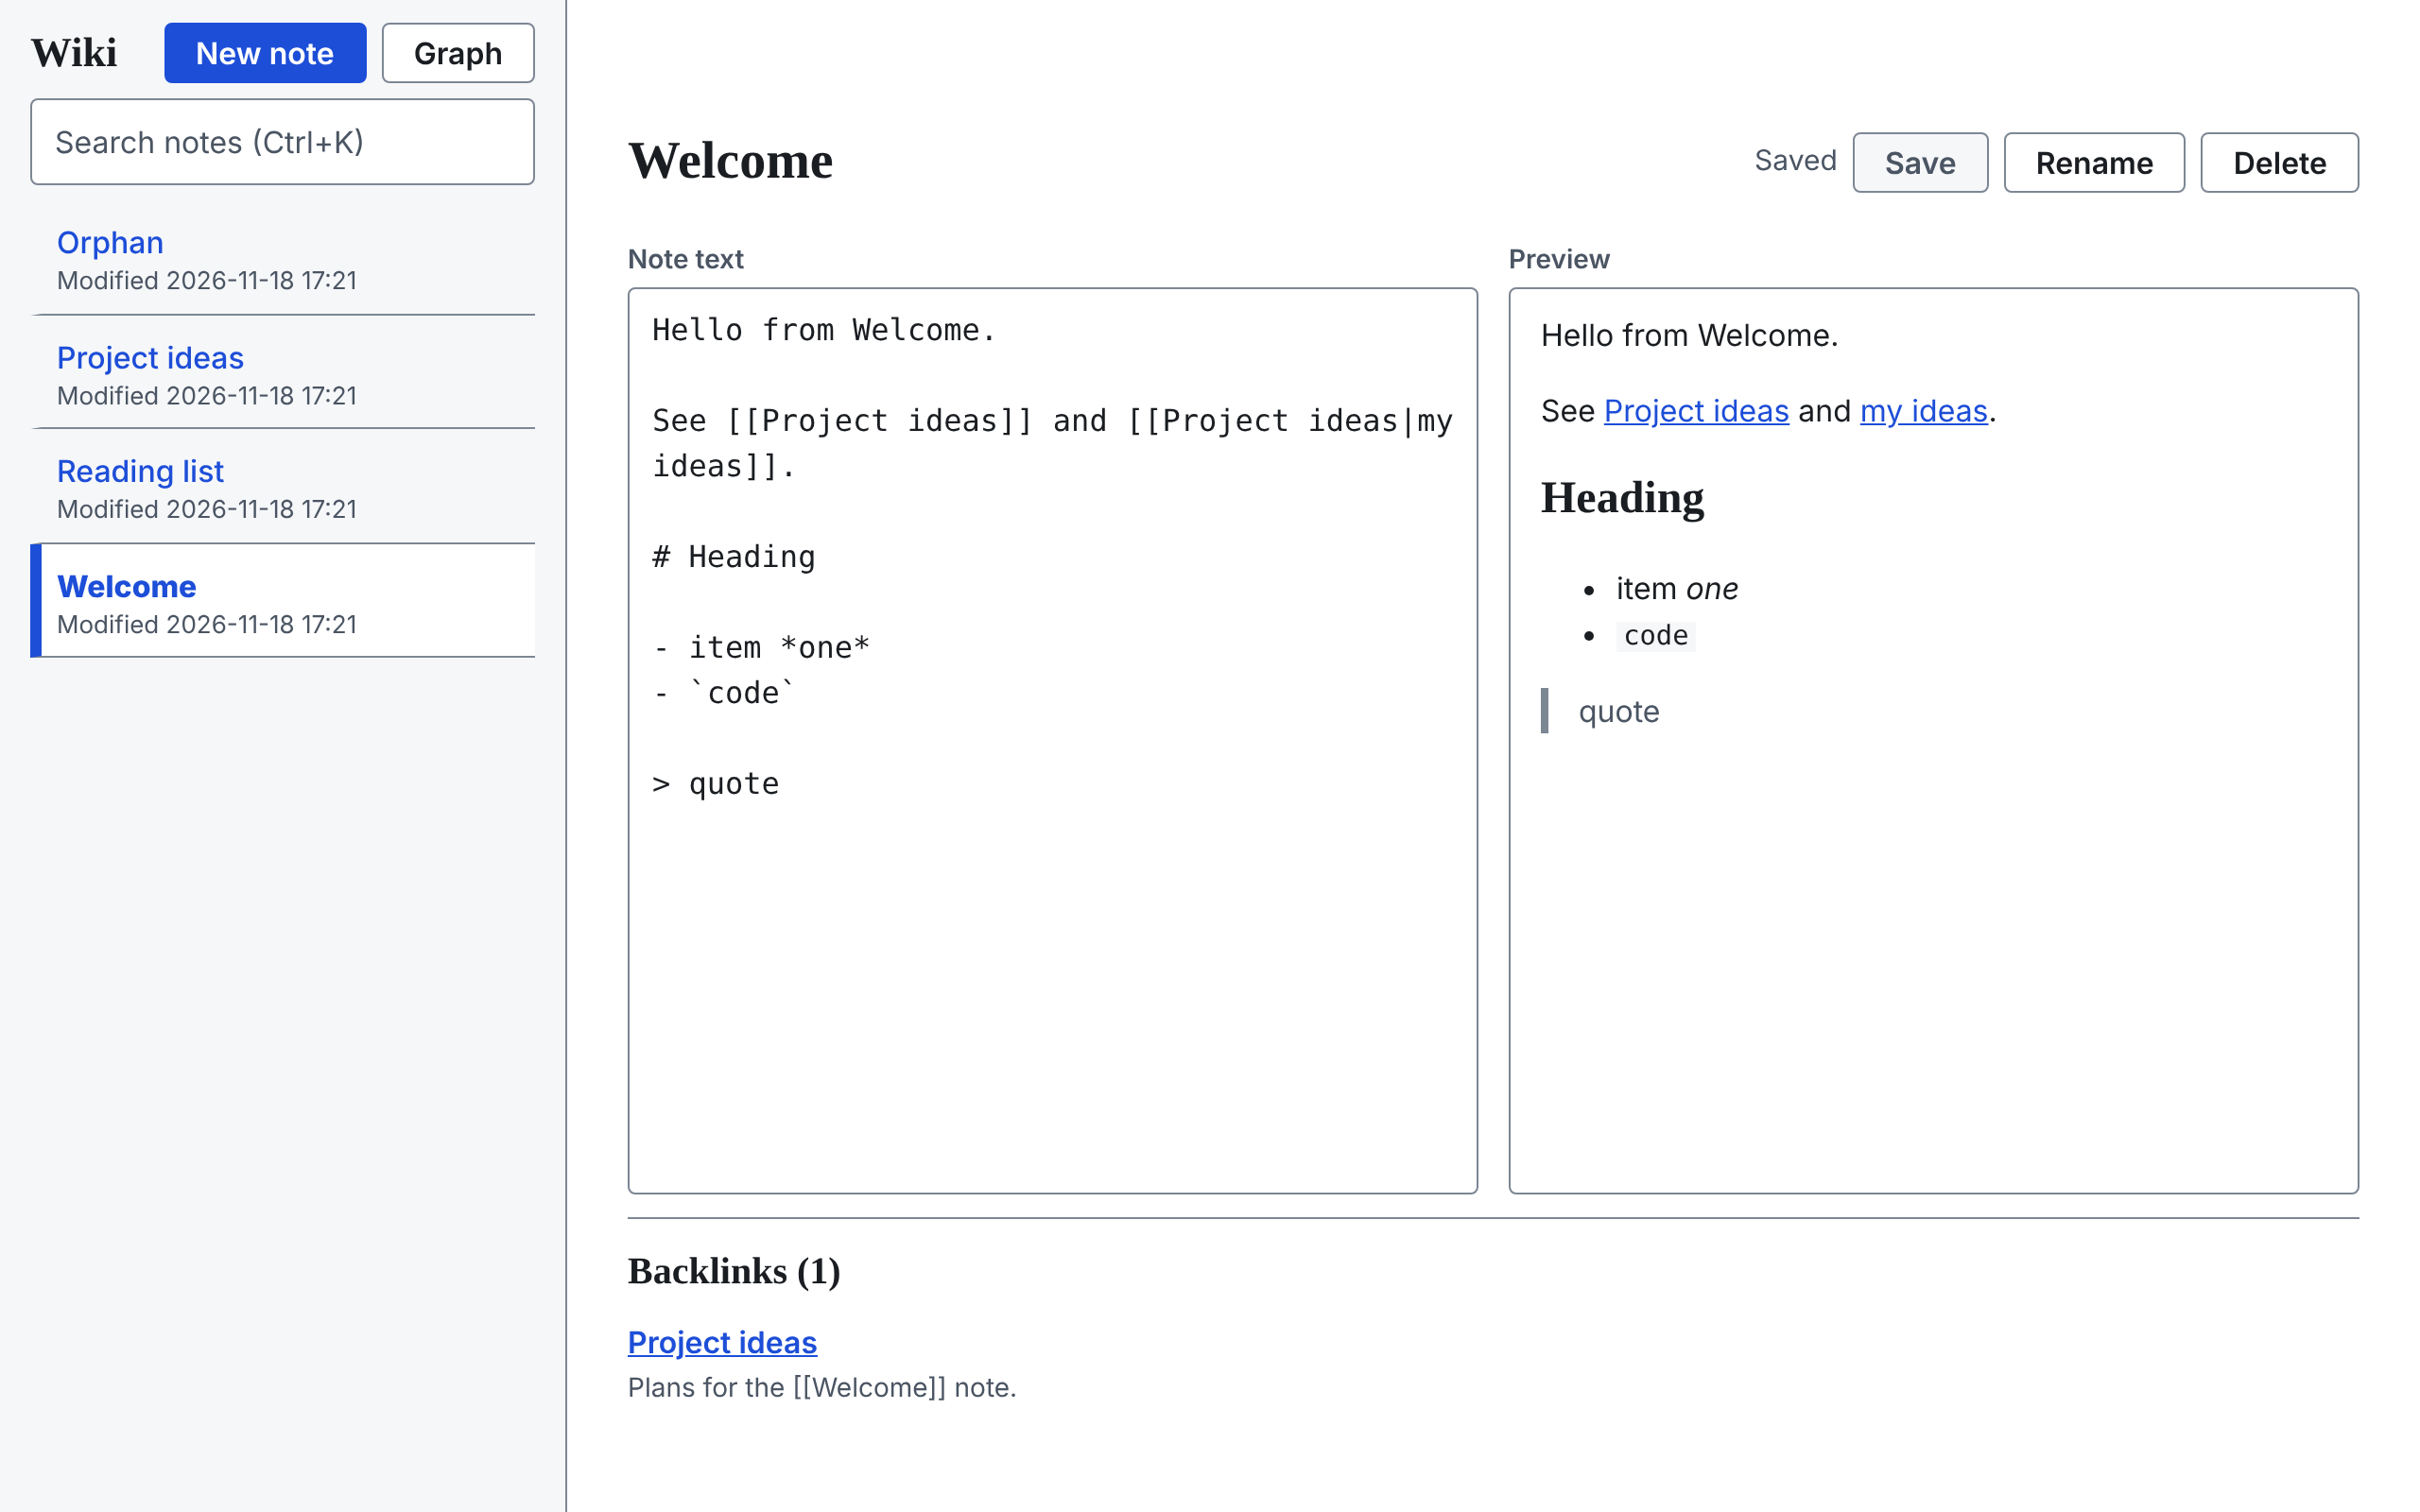 Wiki
New note
Graph
Search notes (Ctrl+K)
Orphan
Modified 2026-11-18 17:21
Project ideas
Modified 2026-11-18 17:21
Reading list
Modified 2026-11-18 17:21
Welcome
Modified 2026-11-18 17:21
Welcome
Saved
Save
Rename
Delete
Note text
Hello from Welcome.
See [[Project ideas]] and [[Project ideas|my
ideas]].
# Heading
- item *one*
- `code`
> quote
Preview
Hello from Welcome.
See Project ideas and my ideas.
Heading
• item one
• code
quote
Backlinks (1)
Project ideas
Plans for the [[Welcome]] note.